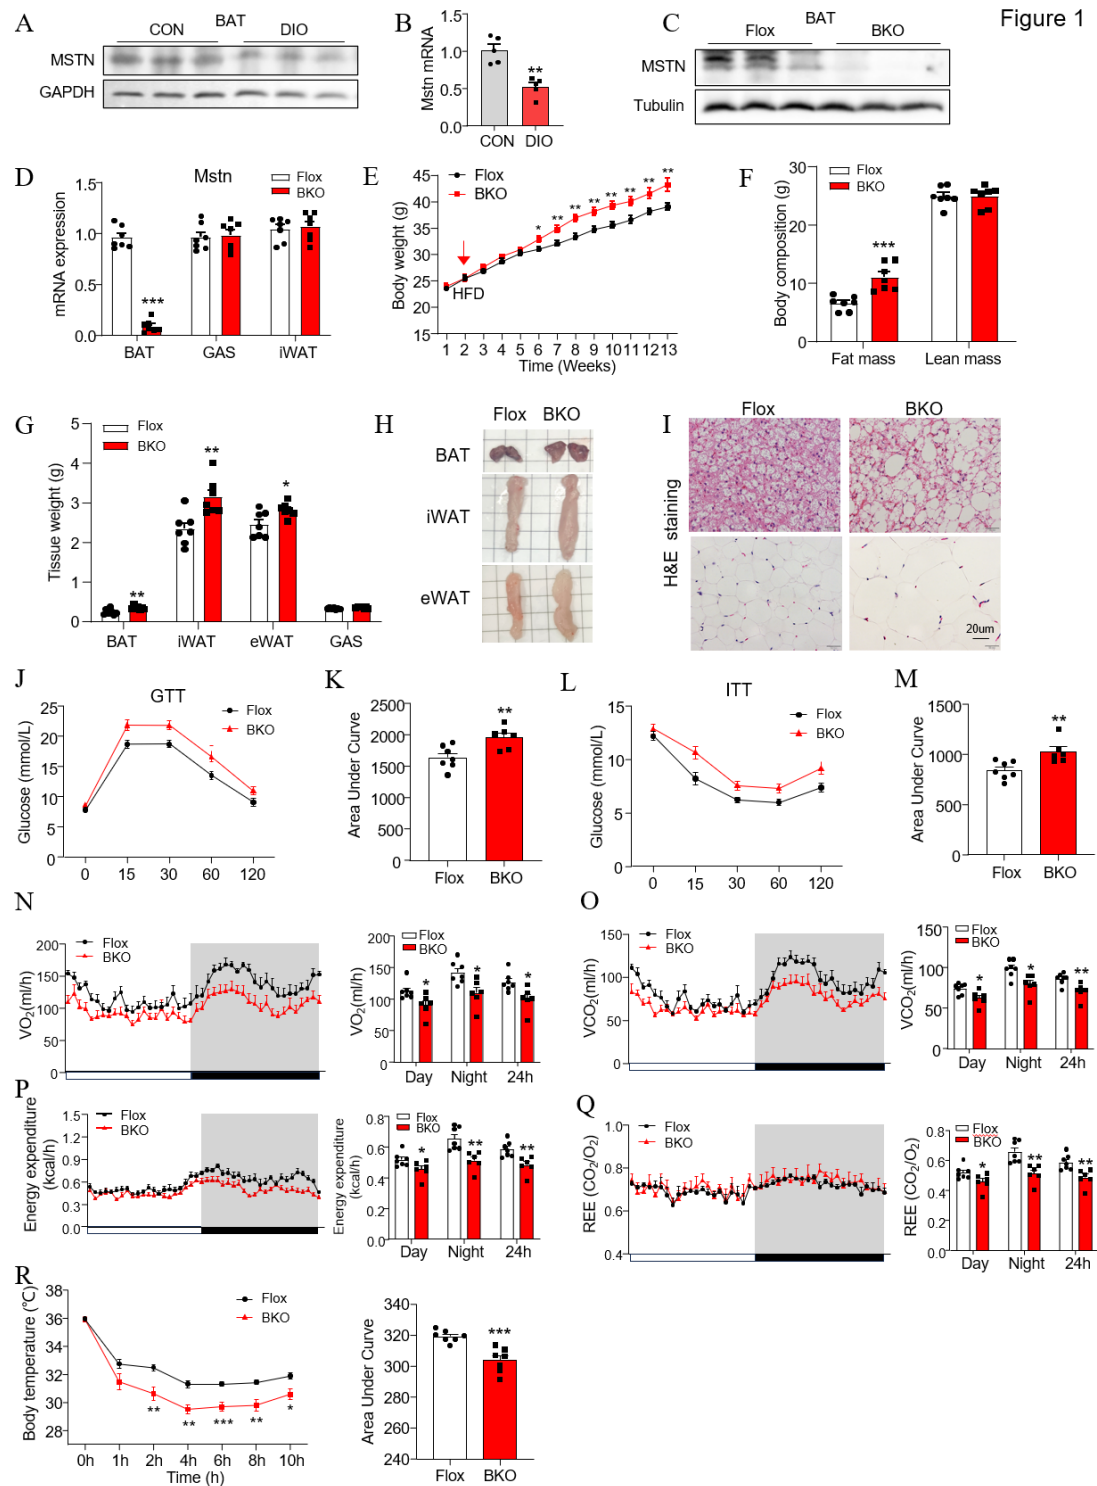 Figure 1
A
BAT
CON DIO
MSTN
GAPDH
B
Mstn mRNA
1.5
1.0
0.5
0.0
**
CON DIO
C
BAT
Flox BKO
MSTN
Tubulin
D
Mstn
Flox
BKO
mRNA expression
1.5
1.0
0.5
0.0
***
BAT GAS iWAT
E
Flox
BKO
Body weight (g)
45
40
35
30
25
20
15
HFD
* ** ** ** ** ** ** **
1 2 3 4 5 6 7 8 9 10 11 12 13
Time (Weeks)
F
Flox
BKO
Body composition (g)
30
20
10
0
***
Fat mass Lean mass
G
Flox
BKO
Tissue weight (g)
5
4
3
2
1
0
** ** *
BAT iWAT eWAT GAS
H
Flox BKO
BAT
iWAT
eWAT
I
Flox BKO
H&E staining
20um
J
GTT
Flox
BKO
Glucose (mmol/L)
25
20
15
10
5
0
0 15 30 60 120
K
Area Under Curve
2500
2000
1500
1000
500
0
**
Flox BKO
L
ITT
Flox
BKO
Glucose (mmol/L)
15
10
5
0
0 15 30 60 120
M
Area Under Curve
1500
1000
500
0
**
Flox BKO
N
Flox
BKO
VO2(ml/h)
200
150
100
50
0
Flox
BKO
VO2(ml/h)
200
150
100
50
0
* * *
Day Night 24h
O
Flox
BKO
VCO2(ml/h)
150
100
50
0
Flox
BKO
VCO2(ml/h)
150
100
50
0
* * **
Day Night 24h
P
Flox
BKO
Energy expenditure (kcal/h)
1.5
1.2
0.9
0.6
0.3
0.0
Flox
BKO
Energy expenditure (kcal/h)
0.8
0.6
0.4
0.2
0.0
* ** **
Day Night 24h
Q
Flox
BKO
REE (CO2/O2)
1.0
0.8
0.6
0.4
Flox
BKO
REE (CO2/O2)
0.8
0.6
0.4
0.2
0.0
* ** **
Day Night 24h
R
Flox
BKO
Body temperature (℃)
38
36
34
32
30
28
** ** *** ** *
0h 1h 2h 4h 6h 8h 10h
Time (h)
Area Under Curve
340
320
300
280
260
240
***
Flox BKO